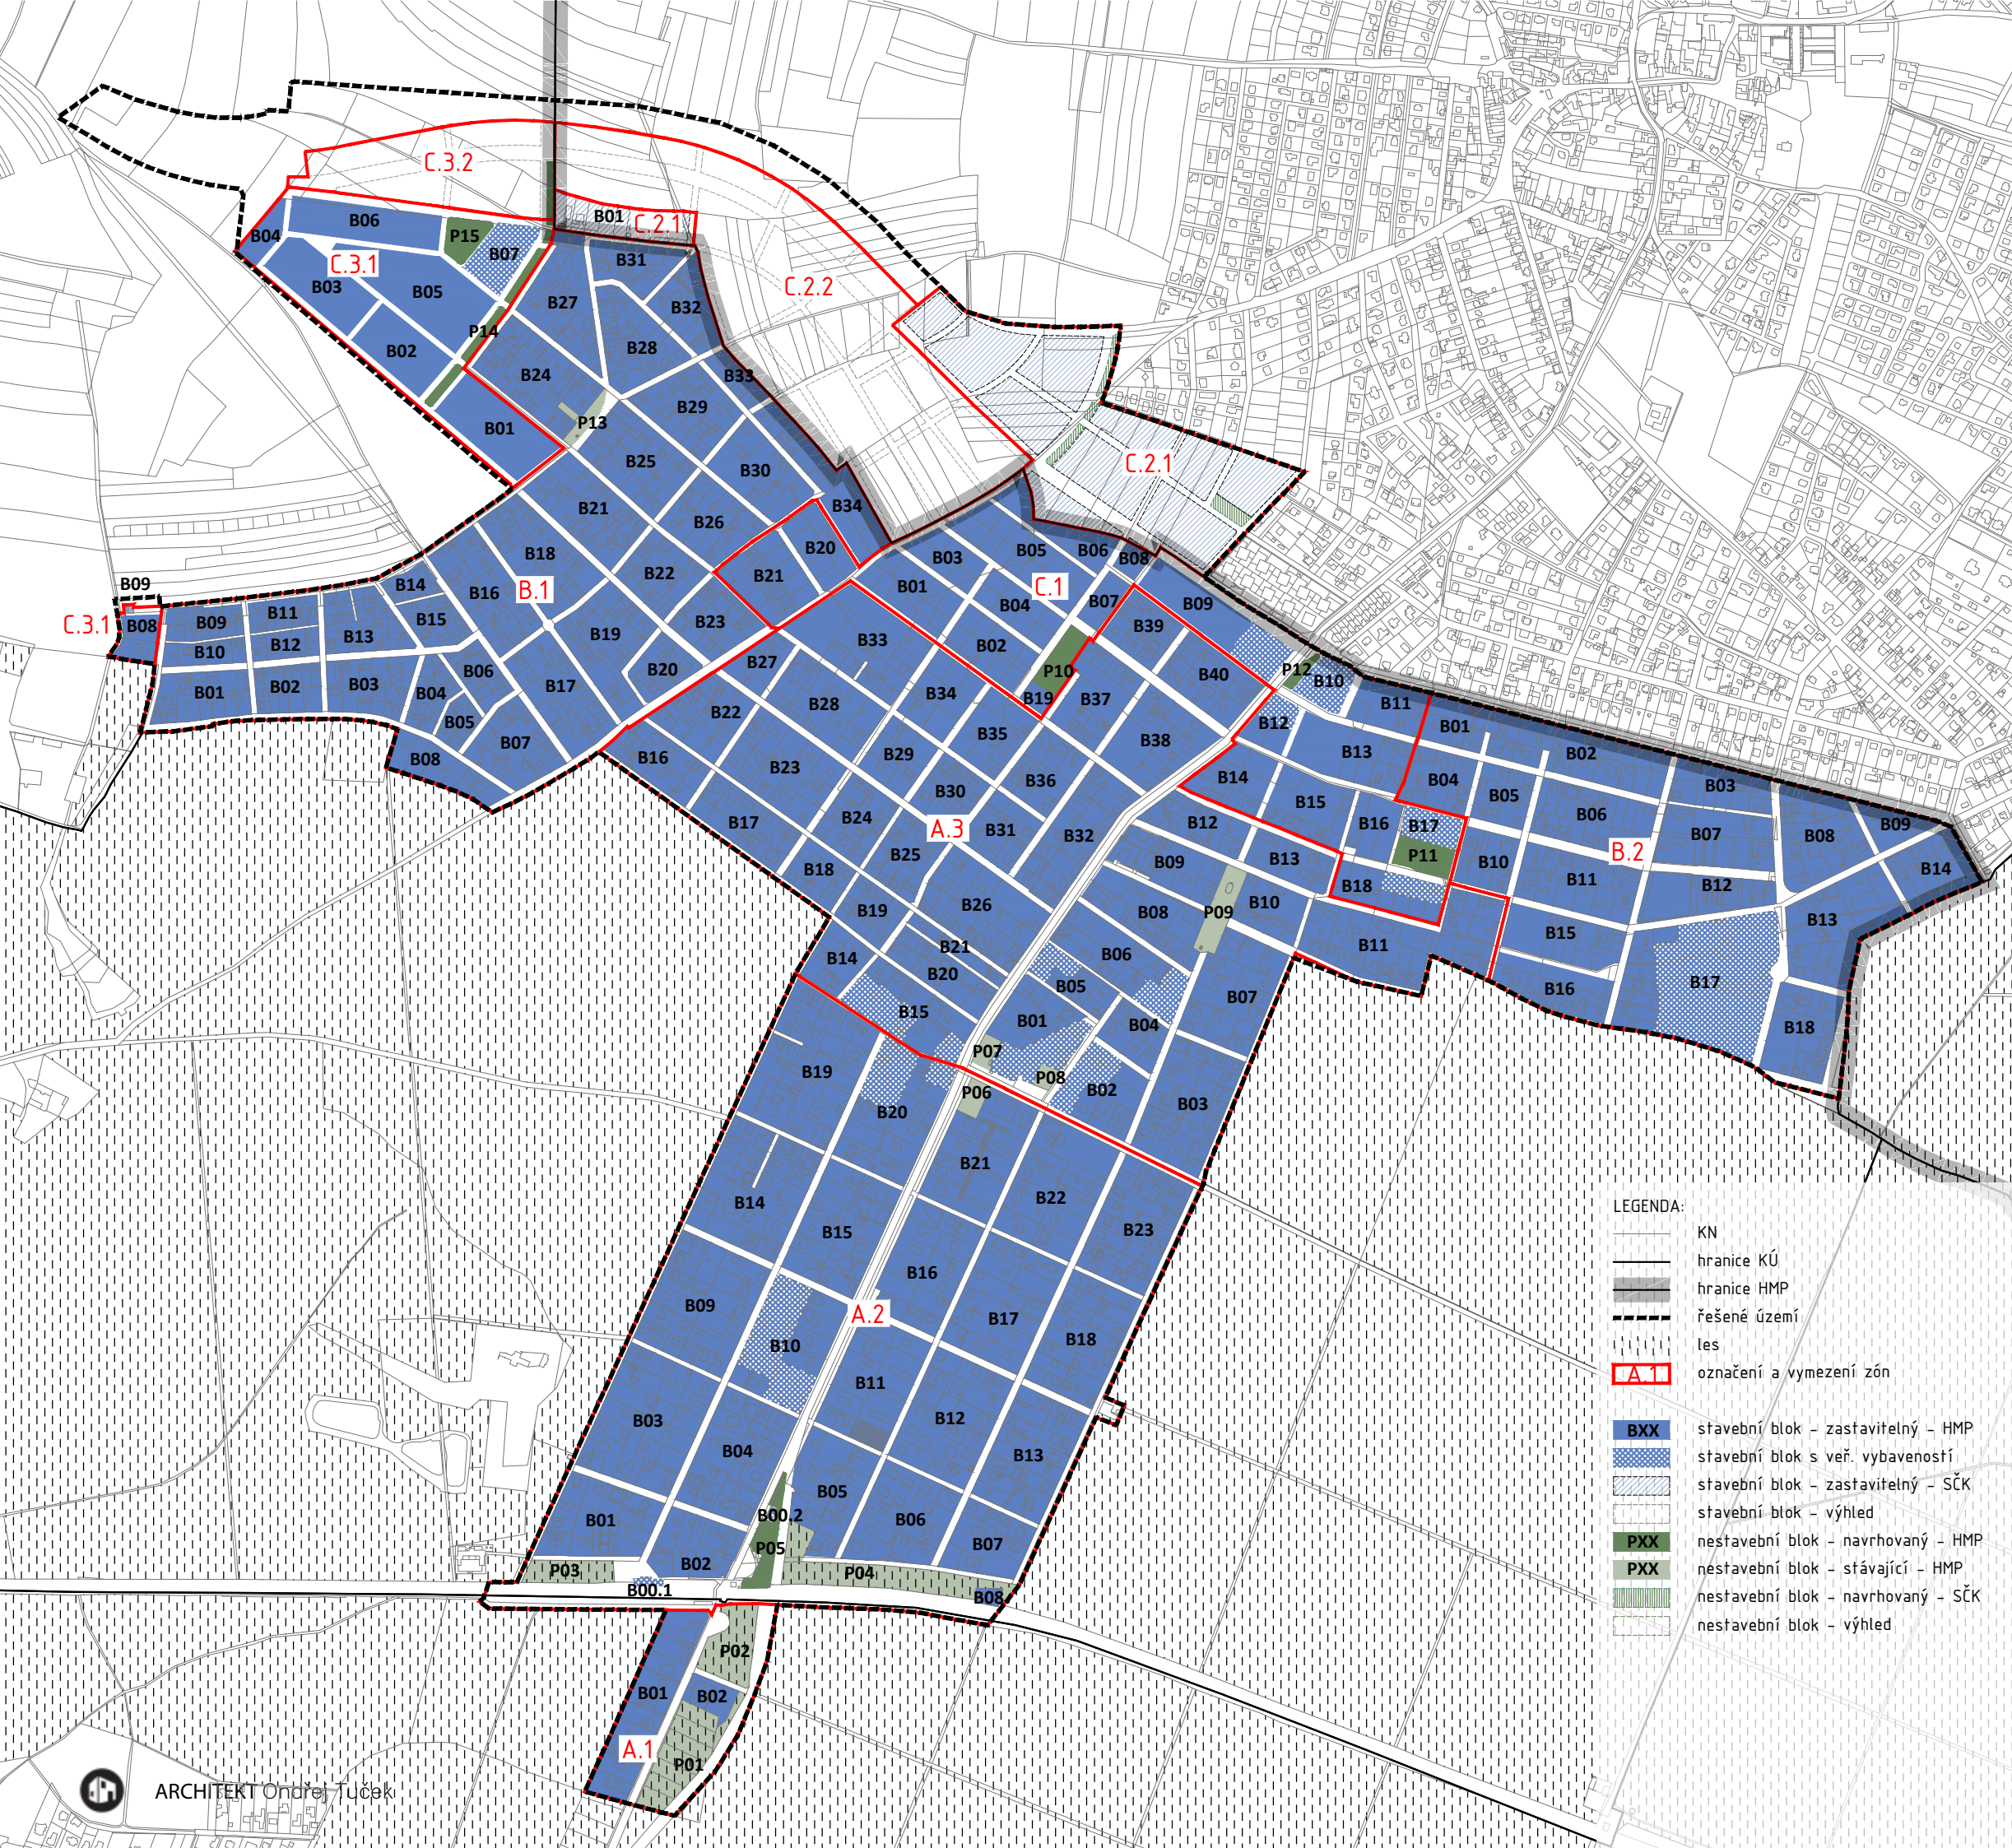 C.3.2
B06
B04
P15
B07
B01
C.2.1
C.3.1
B03
B05
B31
B27
B32
C.2.2
P14
B02
B28
B24
B33
B29
B01
P13
B25
B30
C.2.1
B34
B21
B26
B20
B18
B03
B05
B06
B08
B22
B21
B01
C.1
B09
B14
B16
B.1
B04
B07
B09
C.3.1
B08
B09
B11
B15
B23
B39
B10
B12
B13
B19
B33
B02
B06
B20
B27
P10
B40
P12
B10
B01
B02
B03
B04
B17
B34
B19
B37
B11
B05
B22
B28
B12
B01
B07
B35
B38
B13
B02
B08
B16
B23
B29
B36
B14
B04
B05
B03
B30
B15
B06
B17
B24
A.3
B31
B32
B12
B16
B17
B07
B08
B09
B25
B09
B13
P11
B10
B.2
B18
B18
B11
B12
B14
B19
B26
B08
P09
B10
B13
B21
B06
B11
B15
B14
B20
B05
B07
B16
B17
B15
B01
B04
B18
P07
B19
P08
P06
B02
B20
B03
B21
B14
B22
B15
B23
B16
B09
A.2
B17
B10
B18
B11
B03
B12
B04
B13
B05
B01
B00.2
B06
P05
B07
B02
P03
P04
B00.1
B08
P02
B01
B02
A.1
P01
LEGENDA:
KN
hranice KÚ
hranice HMP
řešené území
les
A.1 označení a vymezení zón
BXX stavební blok – zastavitelný – HMP
stavební blok s veř. vybaveností
stavební blok – zastavitelný – SČK
stavební blok – výhled
PXX nestavební blok – navrhovaný – HMP
PXX nestavební blok – stávající – HMP
nestavební blok – navrhovaný – SČK
nestavební blok – výhled
ARCHITEKT Ondřej Tuček